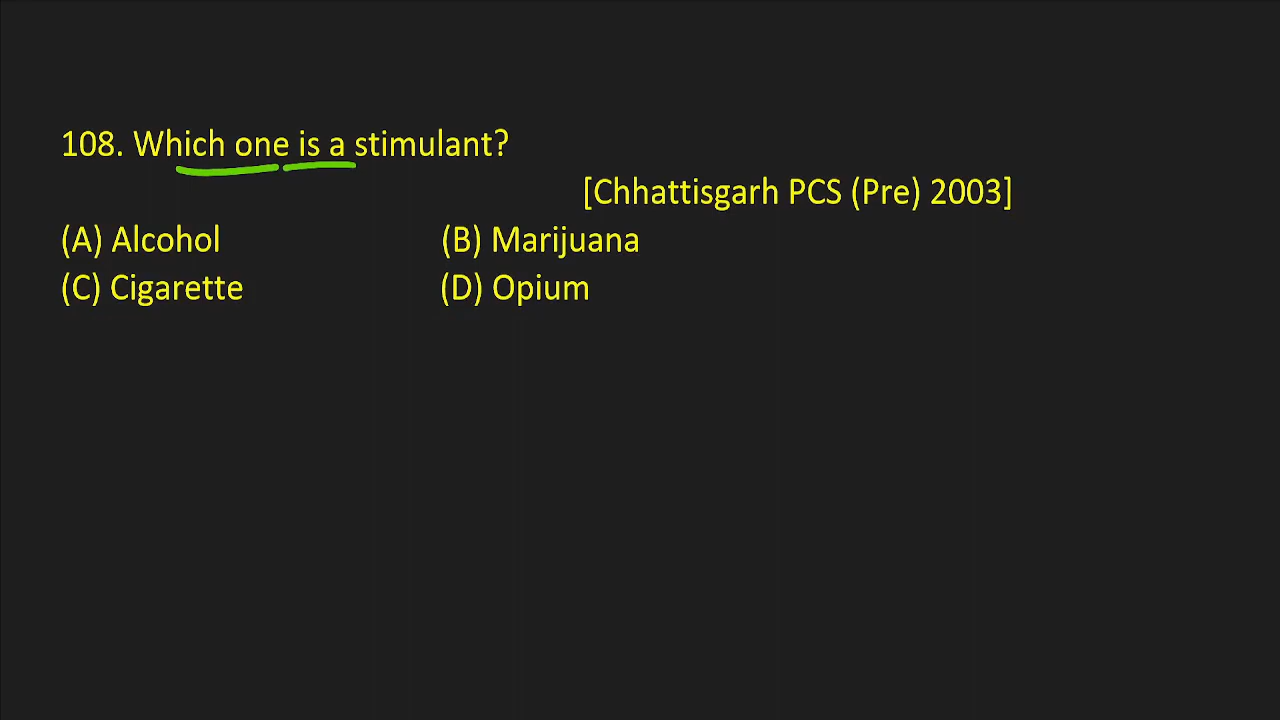 108. Which one is a stimulant?
[Chhattisgarh PCS (Pre) 2003]
(A) Alcohol (B) Marijuana
(C) Cigarette (D) Opium